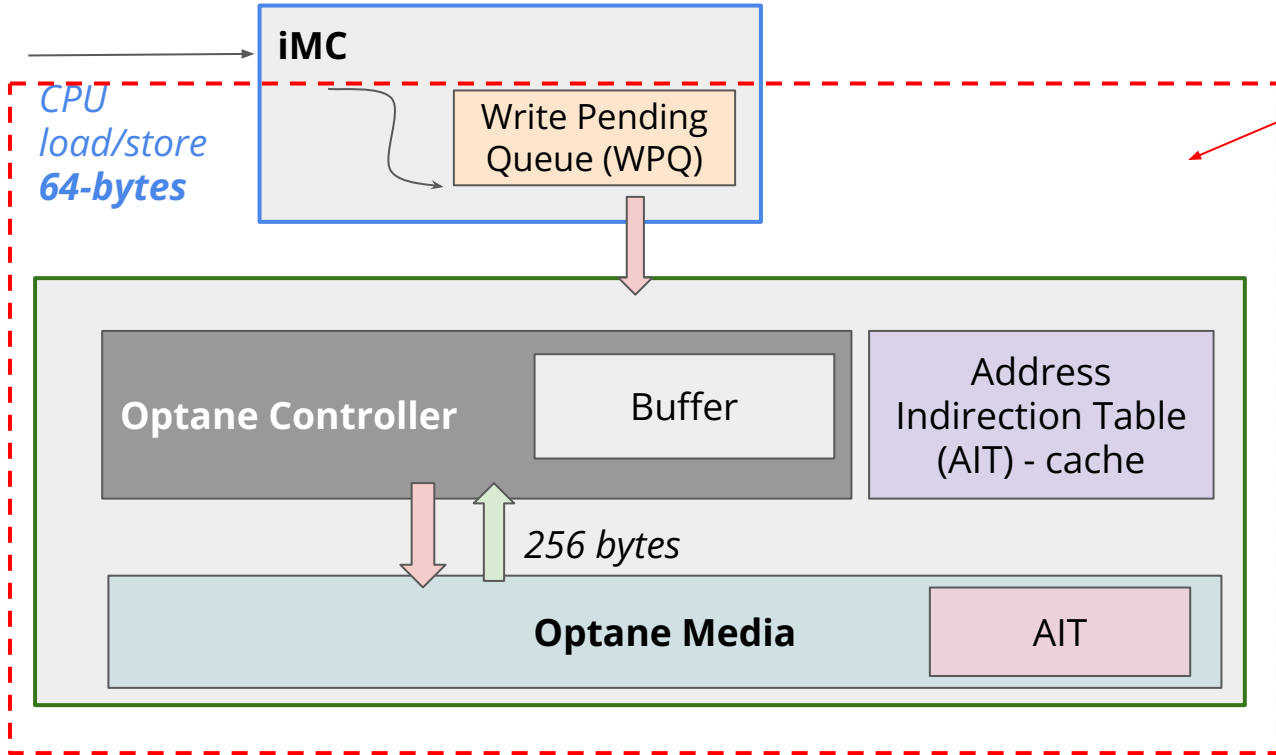 iMC
CPU
load/store
64-bytes
Write Pending
Queue (WPQ)
Optane Controller
Buffer
Address
Indirection Table
(AIT) - cache
256 bytes
Optane Media
AIT